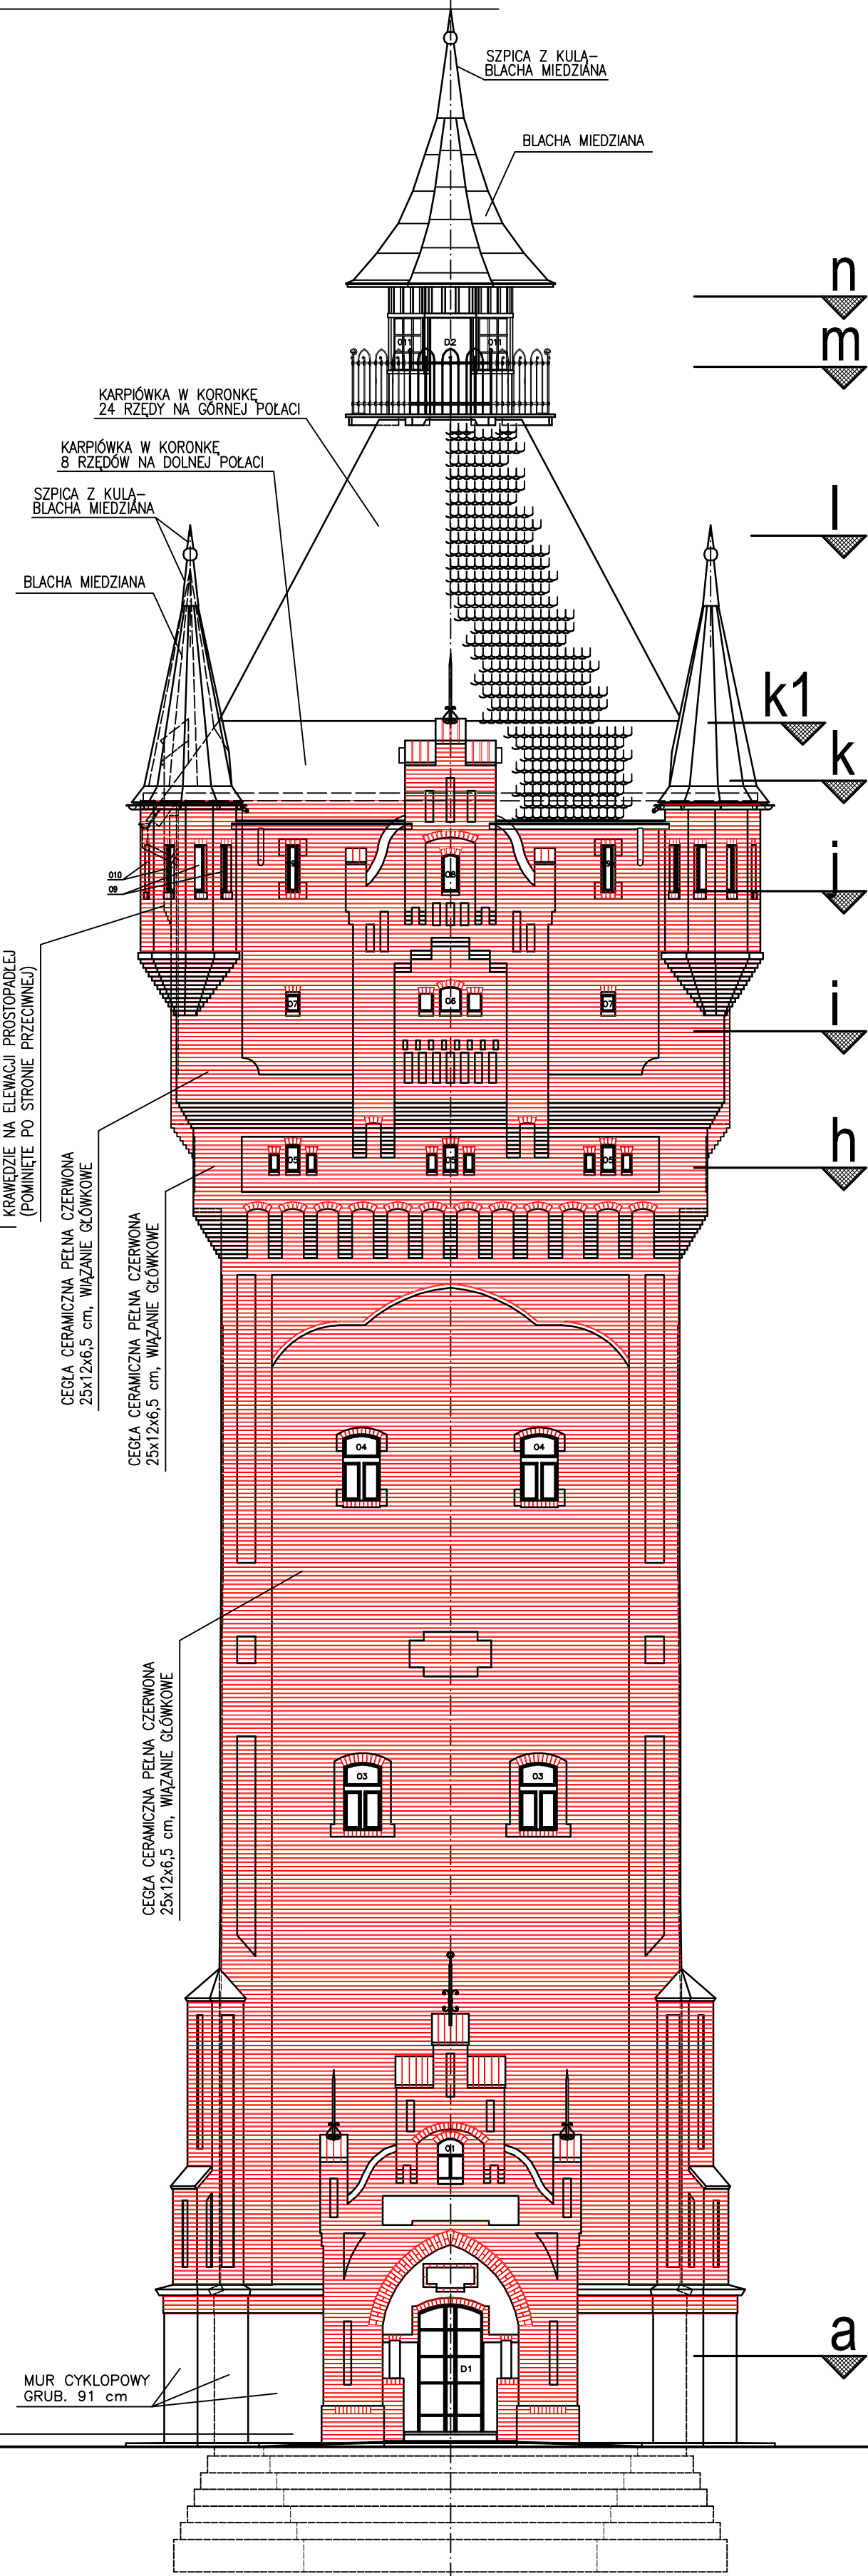 SZPICA Z KULĄ-
BLACHA MIEDZIANA
BLACHA MIEDZIANA
n
O11 D2 O11
m
KARPIÓWKA W KORONKĘ
24 RZĘDY NA GÓRNEJ POŁACI
KARPIÓWKA W KORONKĘ
8 RZĘDÓW NA DOLNEJ POŁACI
SZPICA Z KULĄ-
BLACHA MIEDZIANA
l
BLACHA MIEDZIANA
k1
k
O8
j
O10
O9
KRAWĘDZIE NA ELEWACJI PROSTOPADŁEJ
(POMINIĘTE PO STRONIE PRZECIWNEJ)
O7 O6 O7
i
h
O5 O5 O5
CEGŁA CERAMICZNA PEŁNA CZERWONA
25x12x6,5 cm, WIĄZANIE GŁÓWKOWE
CEGŁA CERAMICZNA PEŁNA CZERWONA
25x12x6,5 cm, WIĄZANIE GŁÓWKOWE
O4 O4
CEGŁA CERAMICZNA PEŁNA CZERWONA
25x12x6,5 cm, WIĄZANIE GŁÓWKOWE
O3 O3
O1
a
D1
MUR CYKLOPOWY
GRUB. 91 cm